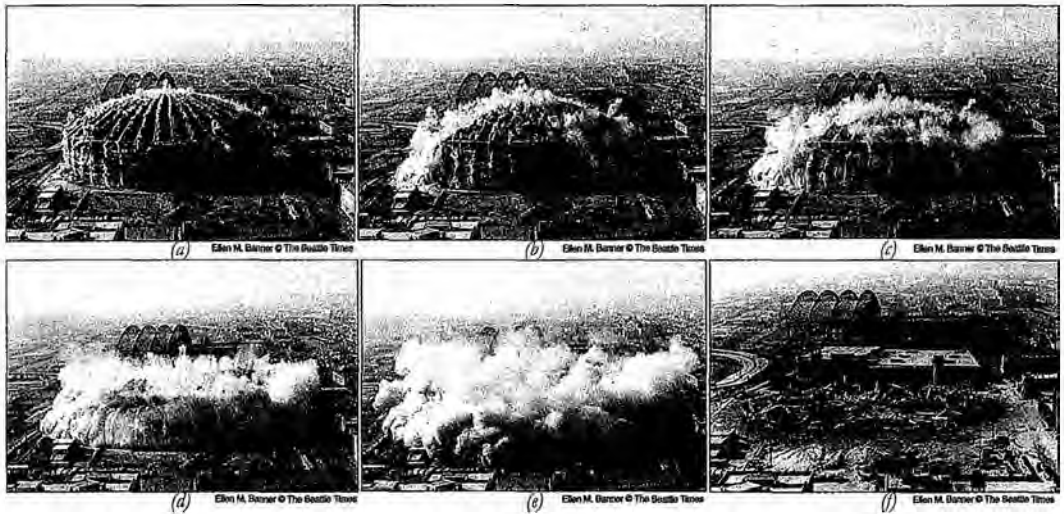 (a)
Ellen M. Banner © The Seattle Times
(b)
Ellen M. Banner © The Seattle Times
(c)
Ellen M. Banner © The Seattle Times
(d)
Ellen M. Banner © The Seattle Times
(e)
Ellen M. Banner © The Seattle Times
(f)
Ellen M. Banner © The Seattle Times